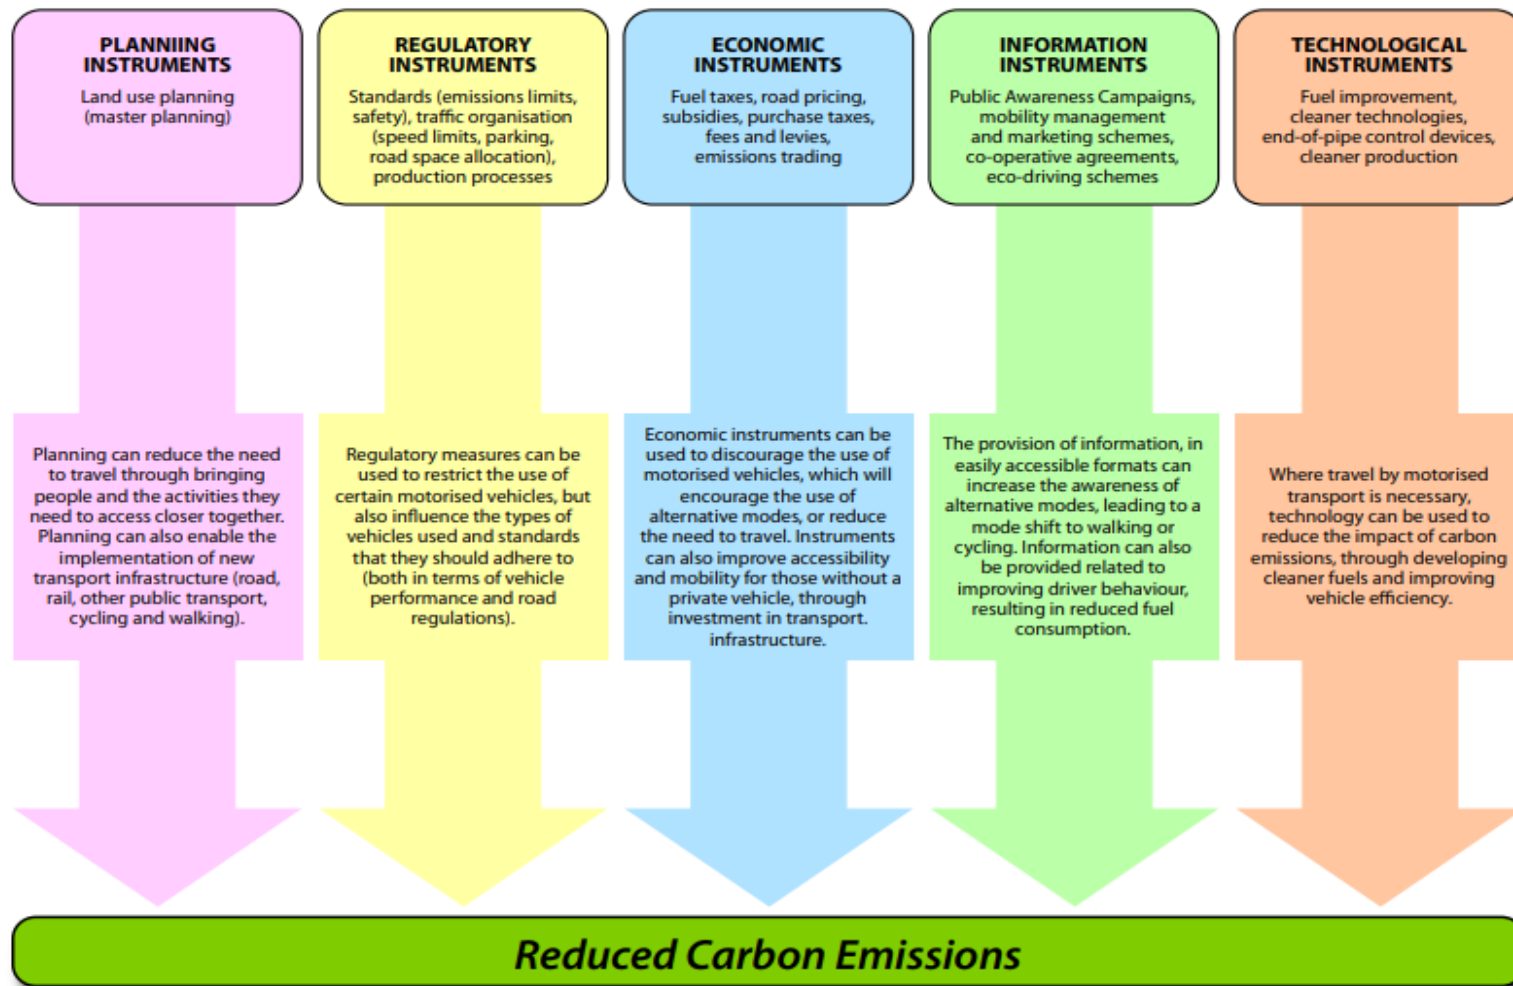 PLANNIING
INSTRUMENTS
Land use planning
(master planning)
REGULATORY
INSTRUMENTS
Standards (emissions limits,
safety), traffic organisation
(speed limits, parking,
road space allocation),
production processes
ECONOMIC
INSTRUMENTS
Fuel taxes, road pricing,
subsidies, purchase taxes,
fees and levies,
emissions trading
INFORMATION
INSTRUMENTS
Public Awareness Campaigns,
mobility management
and marketing schemes,
co-operative agreements,
eco-driving schemes
TECHNOLOGICAL
INSTRUMENTS
Fuel improvement,
cleaner technologies,
end-of-pipe control devices,
cleaner production
Planning can reduce the need
to travel through bringing
people and the activities they
need to access closer together.
Planning can also enable the
implementation of new
transport infrastructure (road,
rail, other public transport,
cycling and walking).
Regulatory measures can be
used to restrict the use of
certain motorised vehicles, but
also influence the types of
vehicles used and standards
that they should adhere to
(both in terms of vehicle
performance and road
regulations).
Economic instruments can be
used to discourage the use of
motorised vehicles, which will
encourage the use of
alternative modes, or reduce
the need to travel. Instruments
can also improve accessibility
and mobility for those without a
private vehicle, through
investment in transport.
infrastructure.
The provision of information, in
easily accessible formats can
increase the awareness of
alternative modes, leading to a
mode shift to walking or
cycling. Information can also
be provided related to
improving driver behaviour,
resulting in reduced fuel
consumption.
Where travel by motorised
transport is necessary,
technology can be used to
reduce the impact of carbon
emissions, through developing
cleaner fuels and improving
vehicle efficiency.
Reduced Carbon Emissions